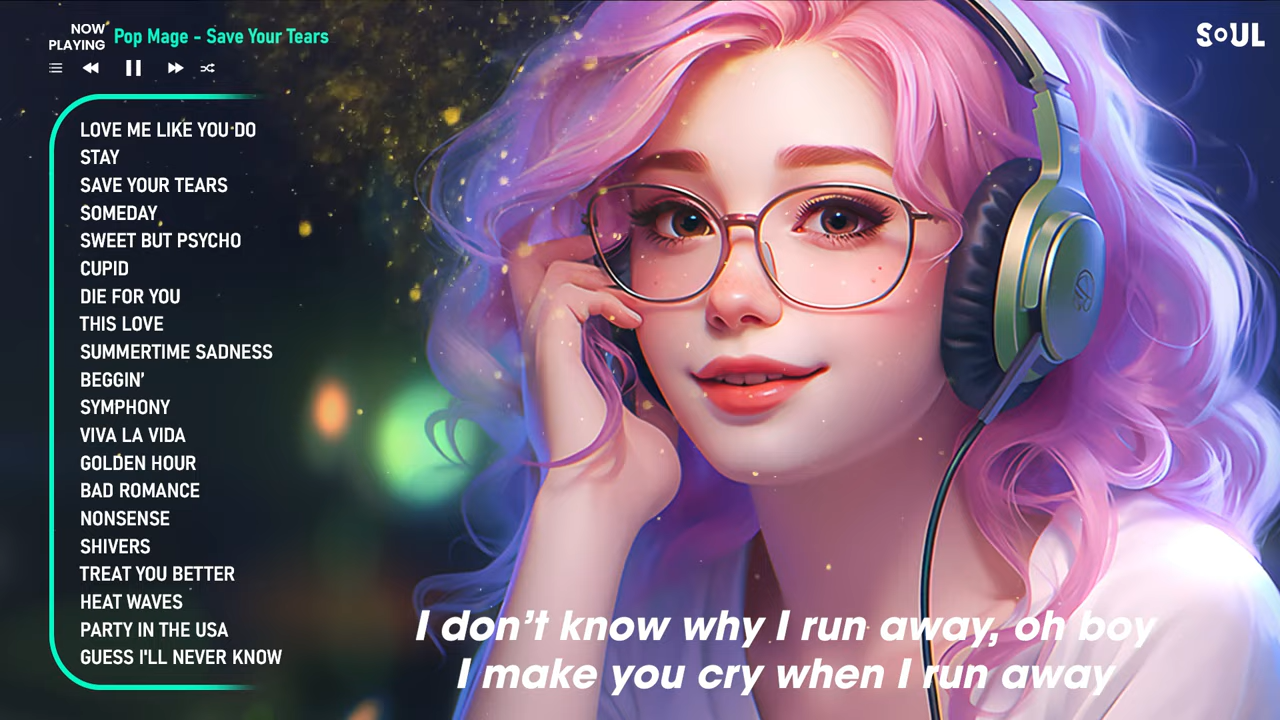 NOW
PLAYING
Pop Mage - Save Your Tears
SOUL
LOVE ME LIKE YOU DO
STAY
SAVE YOUR TEARS
SOMEDAY
SWEET BUT PSYCHO
CUPID
DIE FOR YOU
THIS LOVE
SUMMERTIME SADNESS
BEGGIN’
SYMPHONY
VIVA LA VIDA
GOLDEN HOUR
BAD ROMANCE
NONSENSE
SHIVERS
TREAT YOU BETTER
HEAT WAVES
PARTY IN THE USA
GUESS I'LL NEVER KNOW
I don’t know why I run away, oh boy
I make you cry when I run away